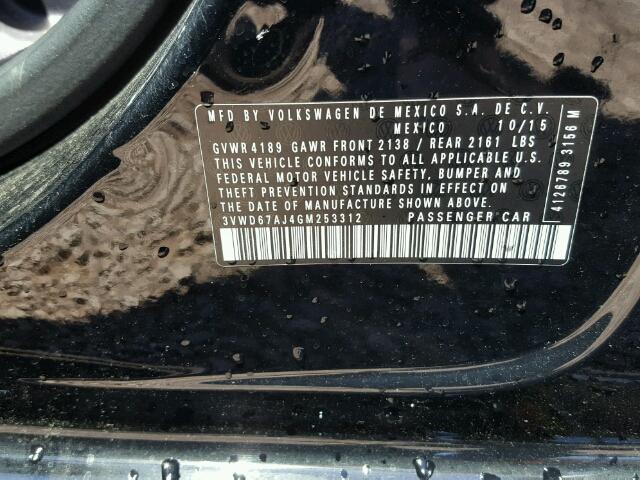 MFD BY VOLKSWAGEN DE MEXICO S.A. DE C.V.
MEXICO 10/15
GVWR 4189 GAWR FRONT 2138 / REAR 2161 LBS
THIS VEHICLE CONFORMS TO ALL APPLICABLE U.S.
FEDERAL MOTOR VEHICLE SAFETY, BUMPER AND
THEFT PREVENTION STANDARDS IN EFFECT ON
THE DATE OF MANUFACTURE SHOWN ABOVE.
3VWD67AJ4GM253312 PASSENGER CAR
4126789 3156 M